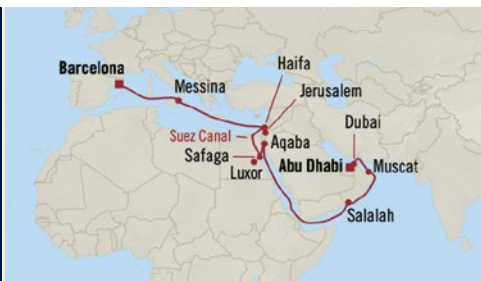 Barcelona
Haifa
Messina
Jerusalem
Dubai
Suez Canal
Aqaba
Safaga
Abu Dhabi
Muscat
Luxor
Salalah